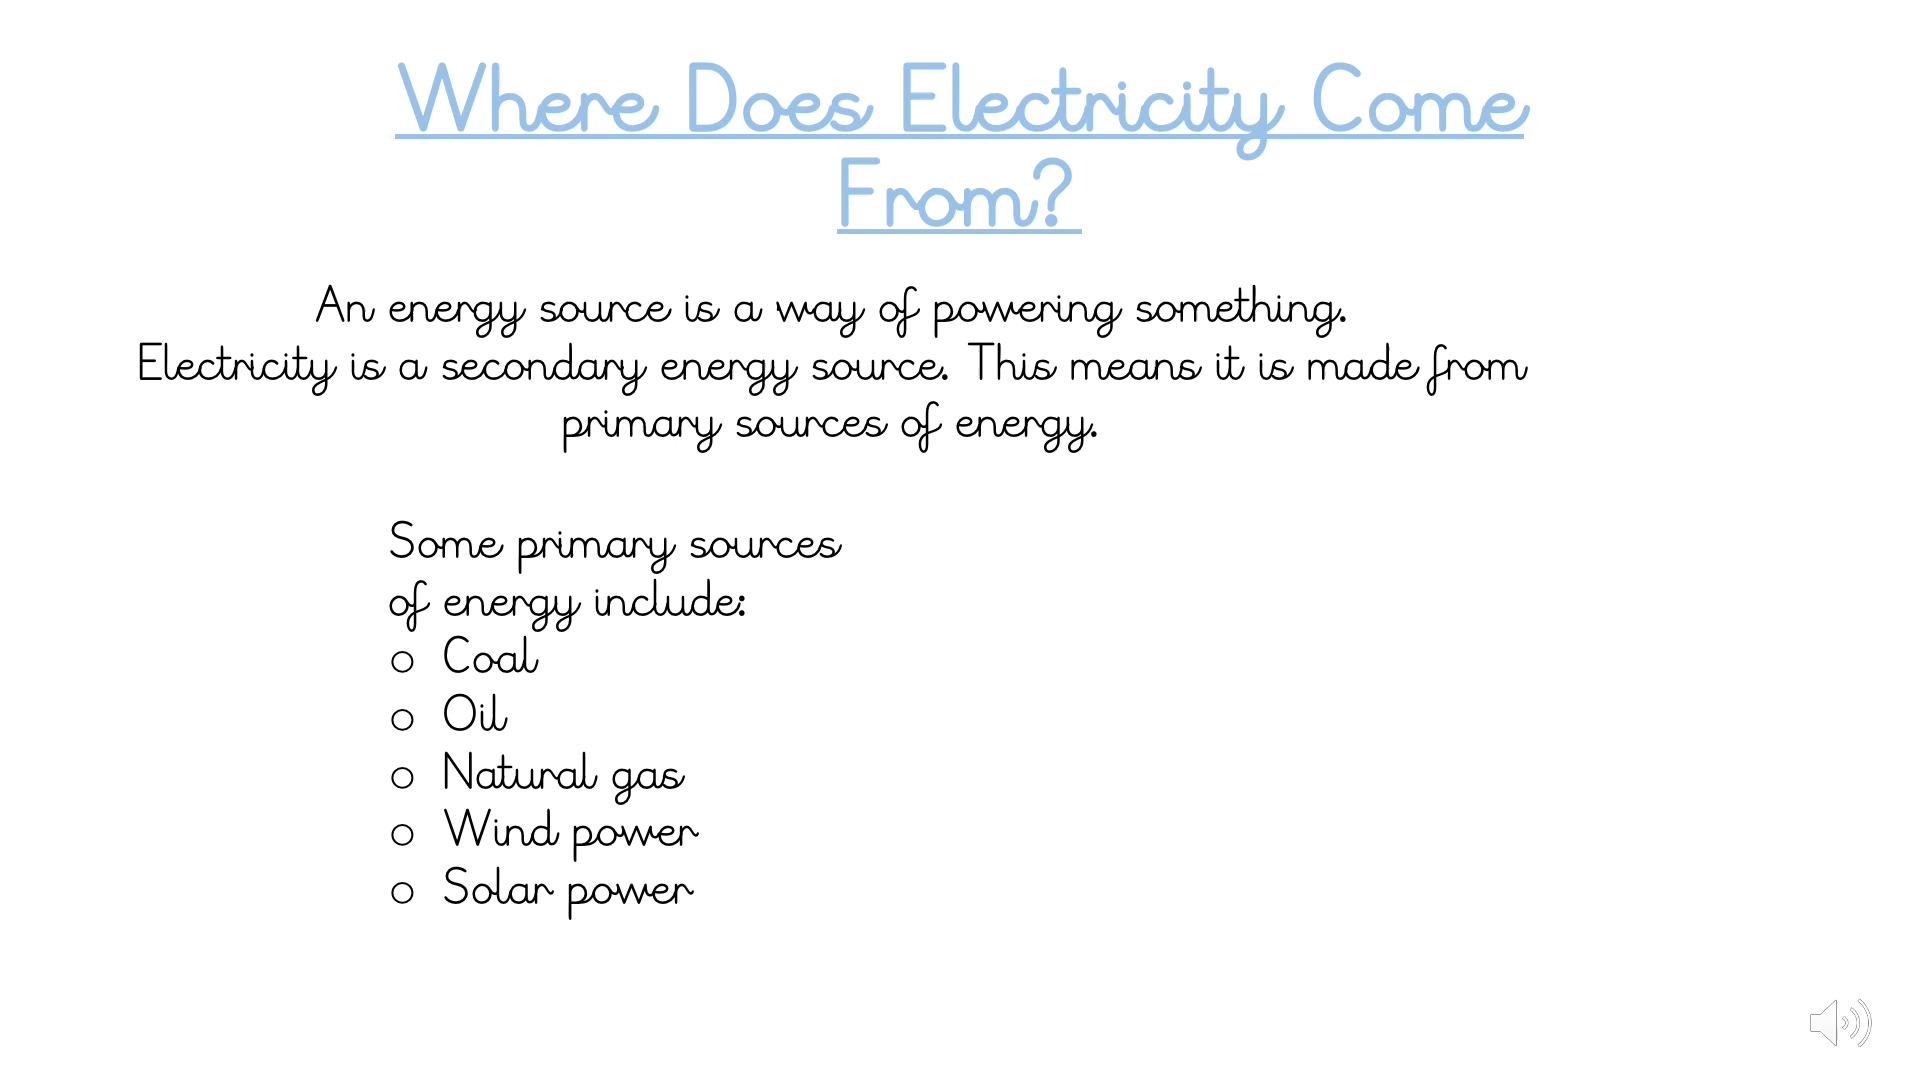 Where Does Electricity Come
From?
An energy source is a way of powering something.
Electricity is a secondary energy source. This means it is made from
primary sources of energy.
Some primary sources
of energy include:
○ Coal
○ Oil
○ Natural gas
○ Wind power
○ Solar power